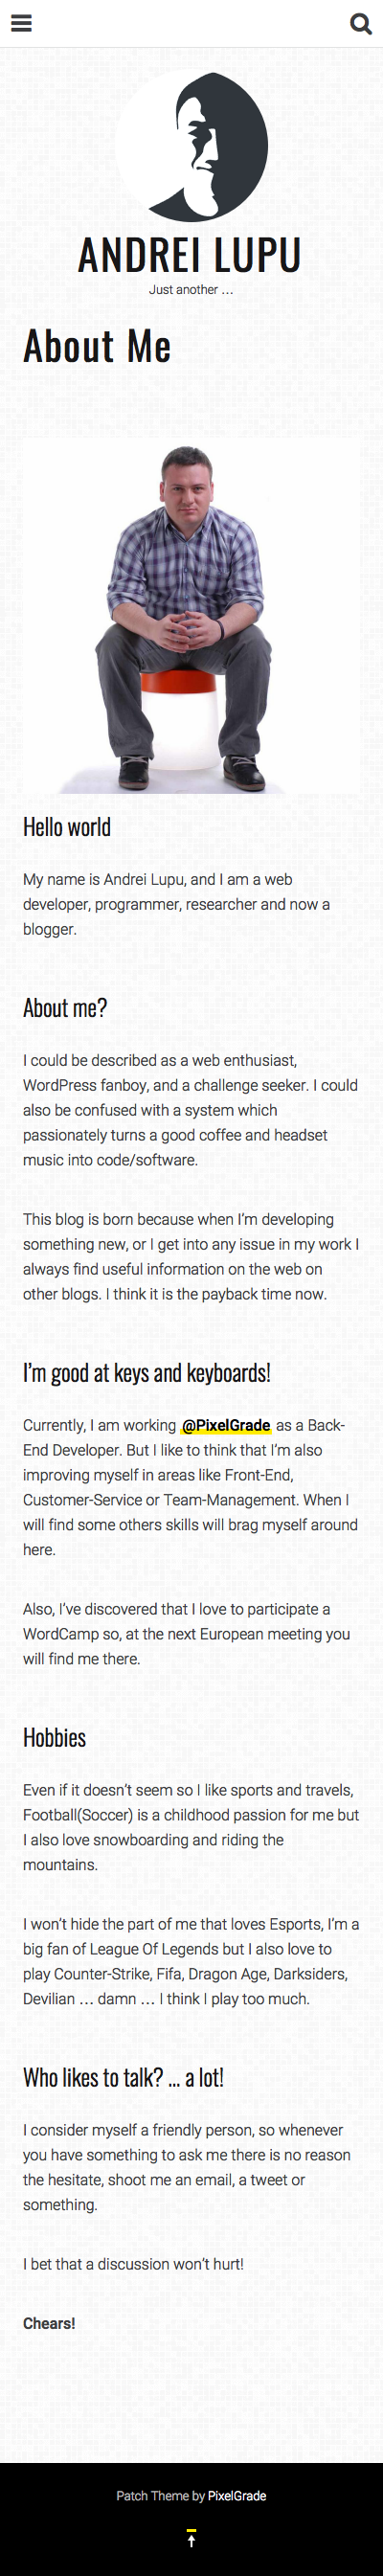 ANDREI LUPU
Just another …
About Me
Hello world
My name is Andrei Lupu, and I am a web
developer, programmer, researcher and now a
blogger.
About me?
I could be described as a web enthusiast,
WordPress fanboy, and a challenge seeker. I could
also be confused with a system which
passionately turns a good coffee and headset
music into code/software.
This blog is born because when I’m developing
something new, or I get into any issue in my work I
always find useful information on the web on
other blogs. I think it is the payback time now.
I’m good at keys and keyboards!
Currently, I am working @PixelGrade as a Back-
End Developer. But I like to think that I’m also
improving myself in areas like Front-End,
Customer-Service or Team-Management. When I
will find some others skills will brag myself around
here.
Also, I’ve discovered that I love to participate a
WordCamp so, at the next European meeting you
will find me there.
Hobbies
Even if it doesn’t seem so I like sports and travels,
Football(Soccer) is a childhood passion for me but
I also love snowboarding and riding the
mountains.
I won’t hide the part of me that loves Esports, I’m a
big fan of League Of Legends but I also love to
play Counter-Strike, Fifa, Dragon Age, Darksiders,
Devilian … damn … I think I play too much.
Who likes to talk? … a lot!
I consider myself a friendly person, so whenever
you have something to ask me there is no reason
the hesitate, shoot me an email, a tweet or
something.
I bet that a discussion won’t hurt!
Chears!
Patch Theme by PixelGrade